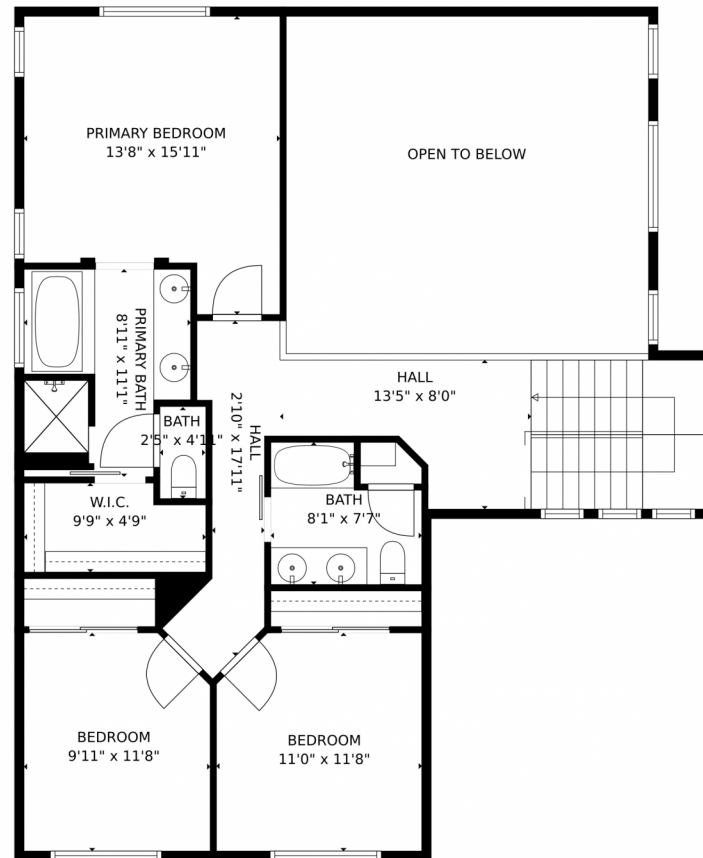 PRIMARY BEDROOM
13'8" x 15'11"
OPEN TO BELOW
PRIMARY BATH
8'11" x 11'1"
HALL
13'5" x 8'0"
HALL
2'10" x 17'11"
BATH
2'5" x 4'11"
W.I.C.
9'9" x 4'9"
BATH
8'1" x 7'7"
BEDROOM
9'11" x 11'8"
BEDROOM
11'0" x 11'8"